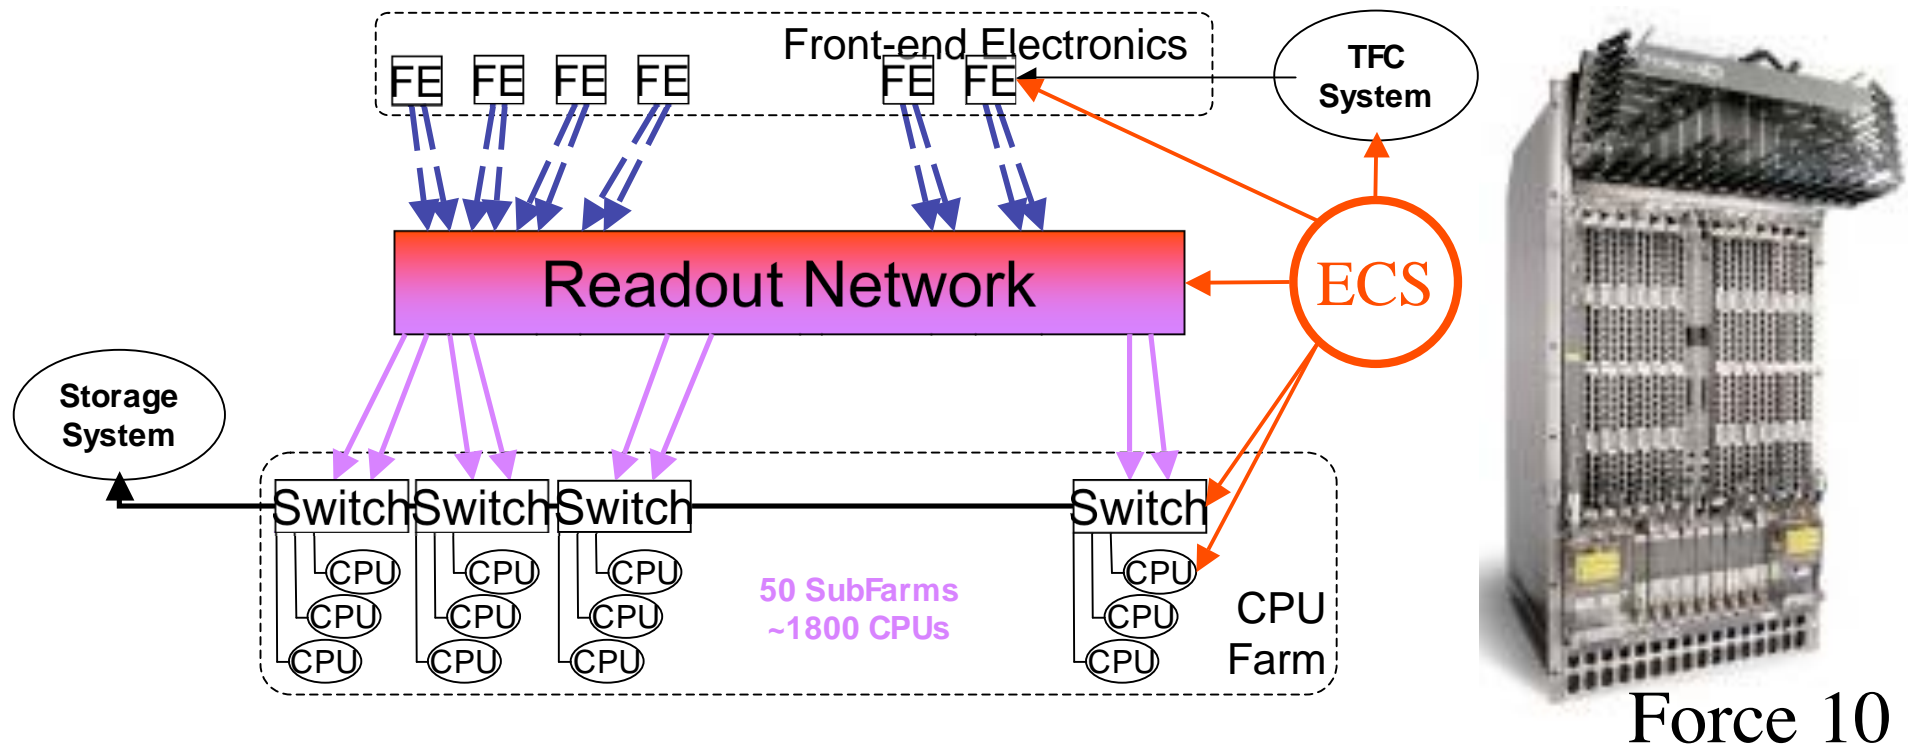 Front-end Electronics
FE FE FE FE FE FE
TFC
System
Readout Network
ECS
Storage
System
Switch Switch Switch Switch
CPU CPU CPU CPU
CPU CPU CPU CPU
CPU CPU CPU CPU
50 SubFarms
~1800 CPUs
CPU
Farm
Force 10